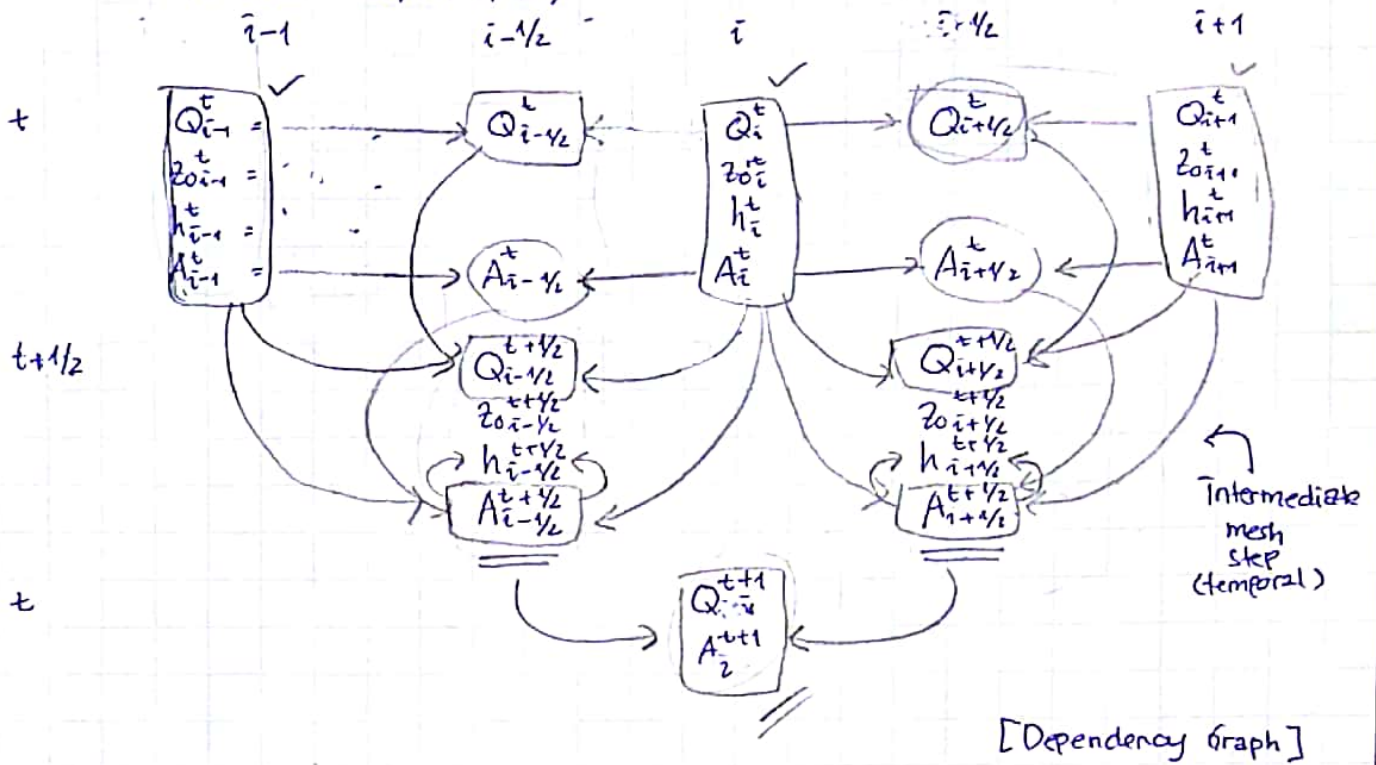 i-1 i-1/2 i i+1/2 i+1
t
Q^t_{i-1} = Q^t_{i-1/2} Q^t_i Q^t_{i+1/2} Q^t_{i+1}
zo^t_{i-1} = zo^t_i zo^t_{i+1}
h^t_{i-1} = h^t_i h^t_{i+1}
A^t_{i-1} = A^t_{i-1/2} A^t_i A^t_{i+1/2} A^t_{i+1}
t+1/2
Q^{t+1/2}_{i-1/2} Q^{t+1/2}_{i+1/2}
zo^{t+1/2}_{i-1/2} zo^{t+1/2}_{i+1/2}
h^{t+1/2}_{i-1/2} h^{t+1/2}_{i+1/2}
A^{t+1/2}_{i-1/2} A^{t+1/2}_{i+1/2}
Intermediate
mesh
step
(temporal)
t
Q^{t+1}_i
A^{t+1}_i
[Dependency Graph]